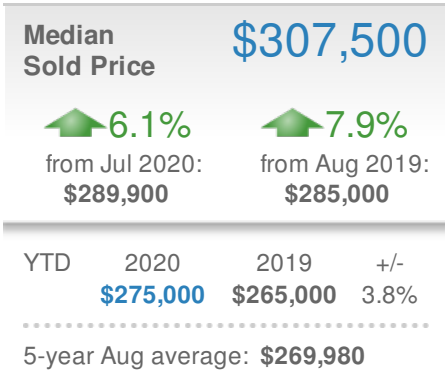 Median
Sold Price
$307,500
6.1% 7.9%
from Jul 2020: from Aug 2019:
$289,900 $285,000
YTD 2020 2019 +/-
$275,000 $265,000 3.8%
5-year Aug average: $269,980